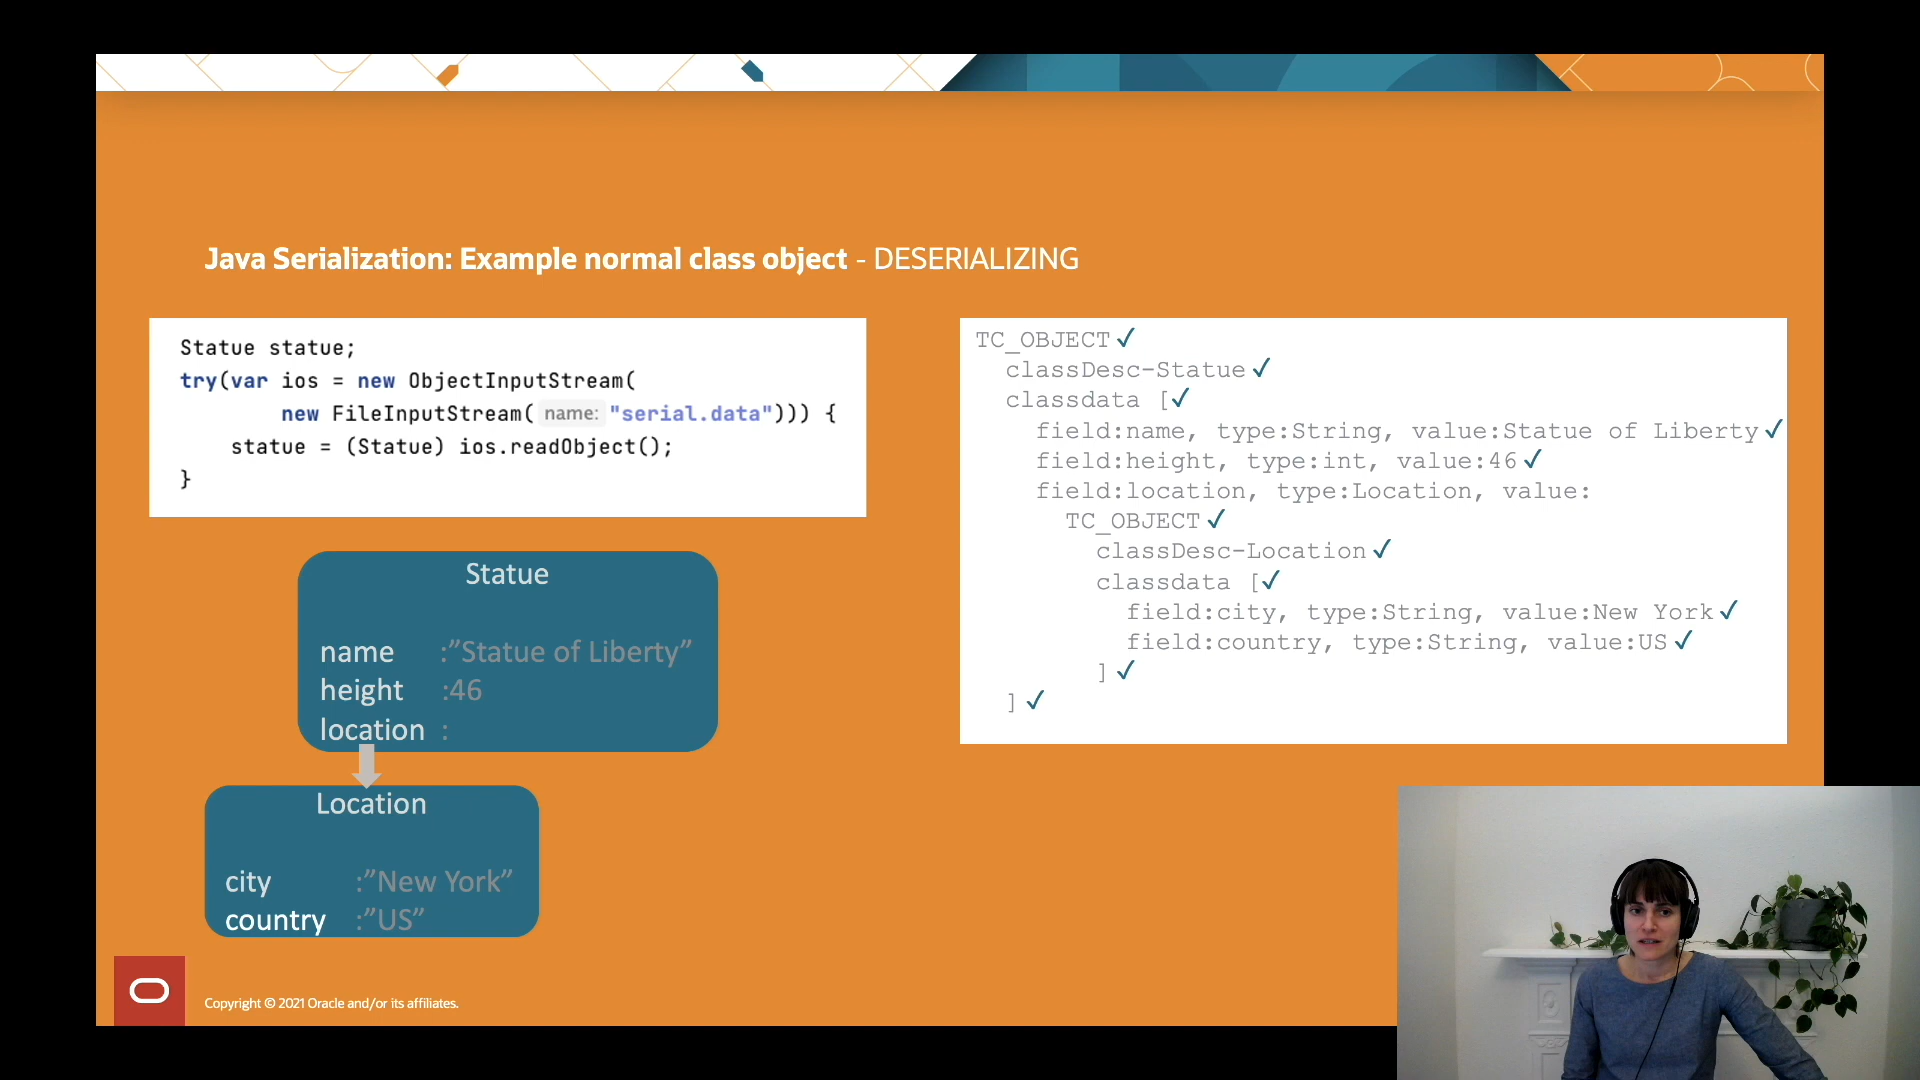 Java Serialization: Example normal class object - DESERIALIZING
Statue statue;
try(var ios = new ObjectInputStream(
new FileInputStream( name: "serial.data"))) {
statue = (Statue) ios.readObject();
}
Statue
name :”Statue of Liberty”
height :46
location :
Location
city :”New York”
country :”US”
TC_OBJECT ✓
classDesc-Statue ✓
classdata [ ✓
field:name, type:String, value:Statue of Liberty ✓
field:height, type:int, value:46 ✓
field:location, type:Location, value:
TC_OBJECT ✓
classDesc-Location ✓
classdata [ ✓
field:city, type:String, value:New York ✓
field:country, type:String, value:US ✓
] ✓
] ✓
Copyright © 2021 Oracle and/or its affiliates.